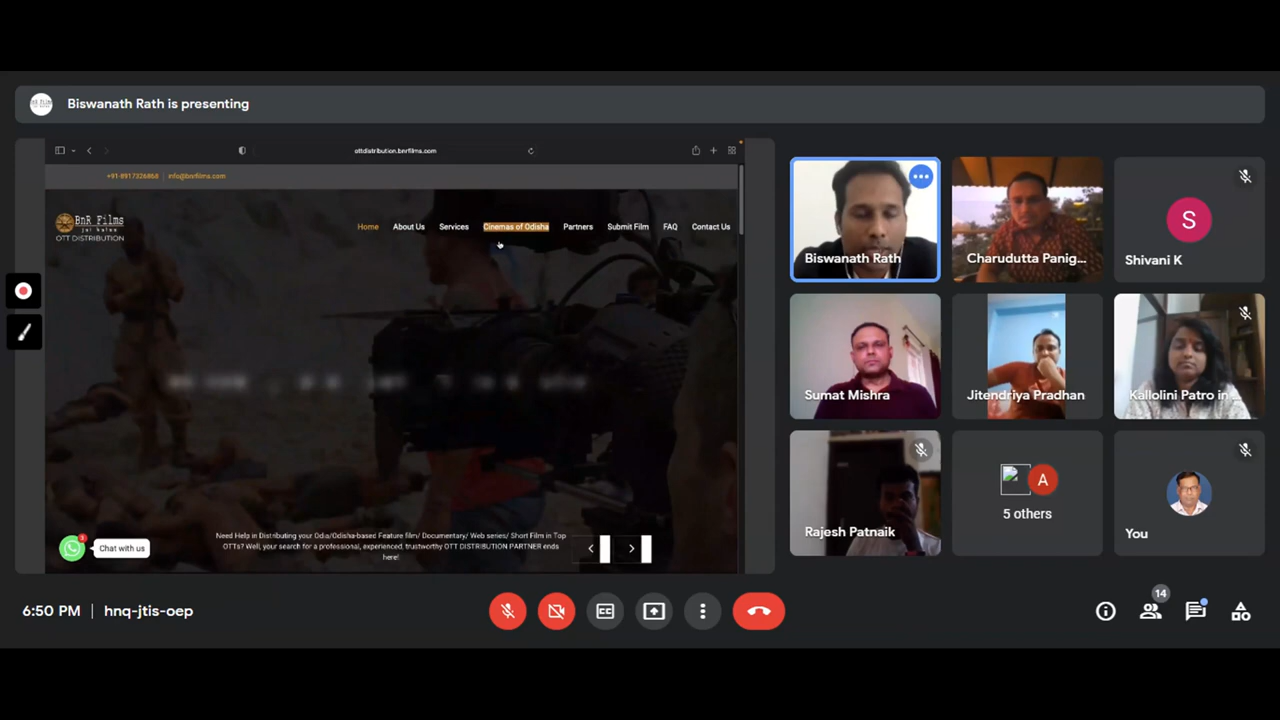 Biswanath Rath is presenting
ottdistribution.bnrfilms.com
+91-8917326868 | info@bnrfilms.com
BnR Films
jai kalam
OTT DISTRIBUTION
Home About Us Services Cinemas of Odisha Partners Submit Film FAQ Contact Us
Need Help in Distributing your Odia/Odisha-based Feature film/ Documentary/ Web series/ Short Film in Top
OTTs? Well, your search for a professional, experienced, trustworthy OTT DISTRIBUTION PARTNER ends
here!
Chat with us
Biswanath Rath
Charudutta Panig...
S
Shivani K
Sumat Mishra
Jitendriya Pradhan
Kallolini Patro in...
Rajesh Patnaik
A
5 others
You
6:50 PM | hnq-jtis-oep
CC
14